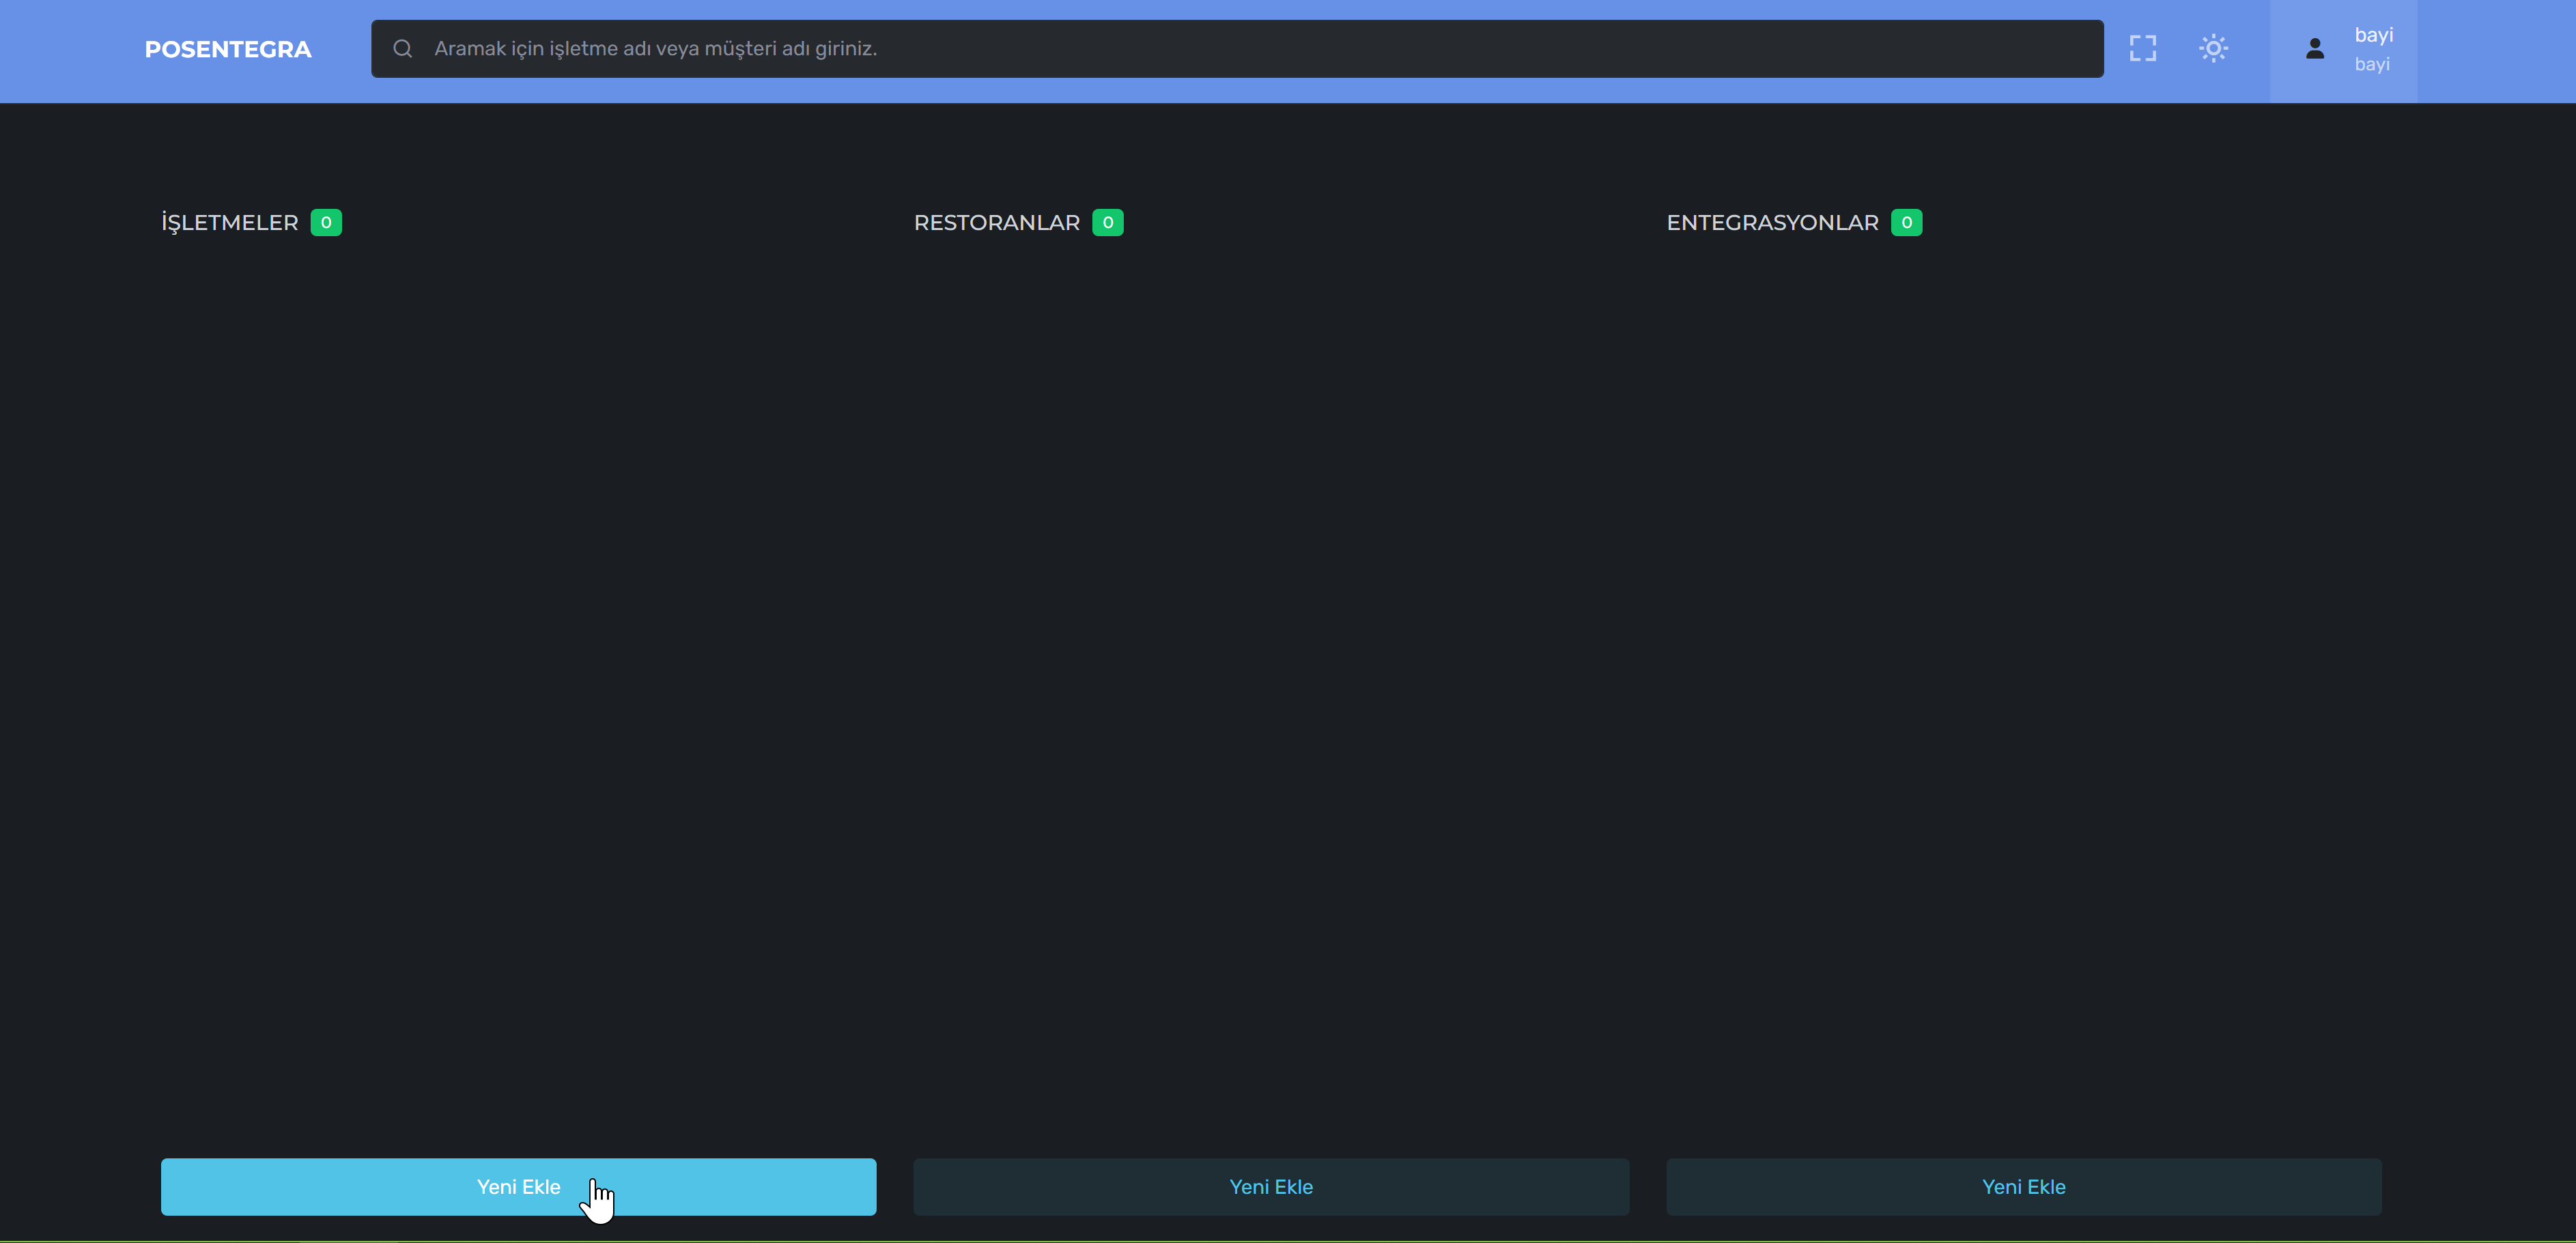 POSENTEGRA
Aramak için işletme adı veya müşteri adı giriniz.
bayi
bayi
İŞLETMELER 0
RESTORANLAR 0
ENTEGRASYONLAR 0
Yeni Ekle
Yeni Ekle
Yeni Ekle